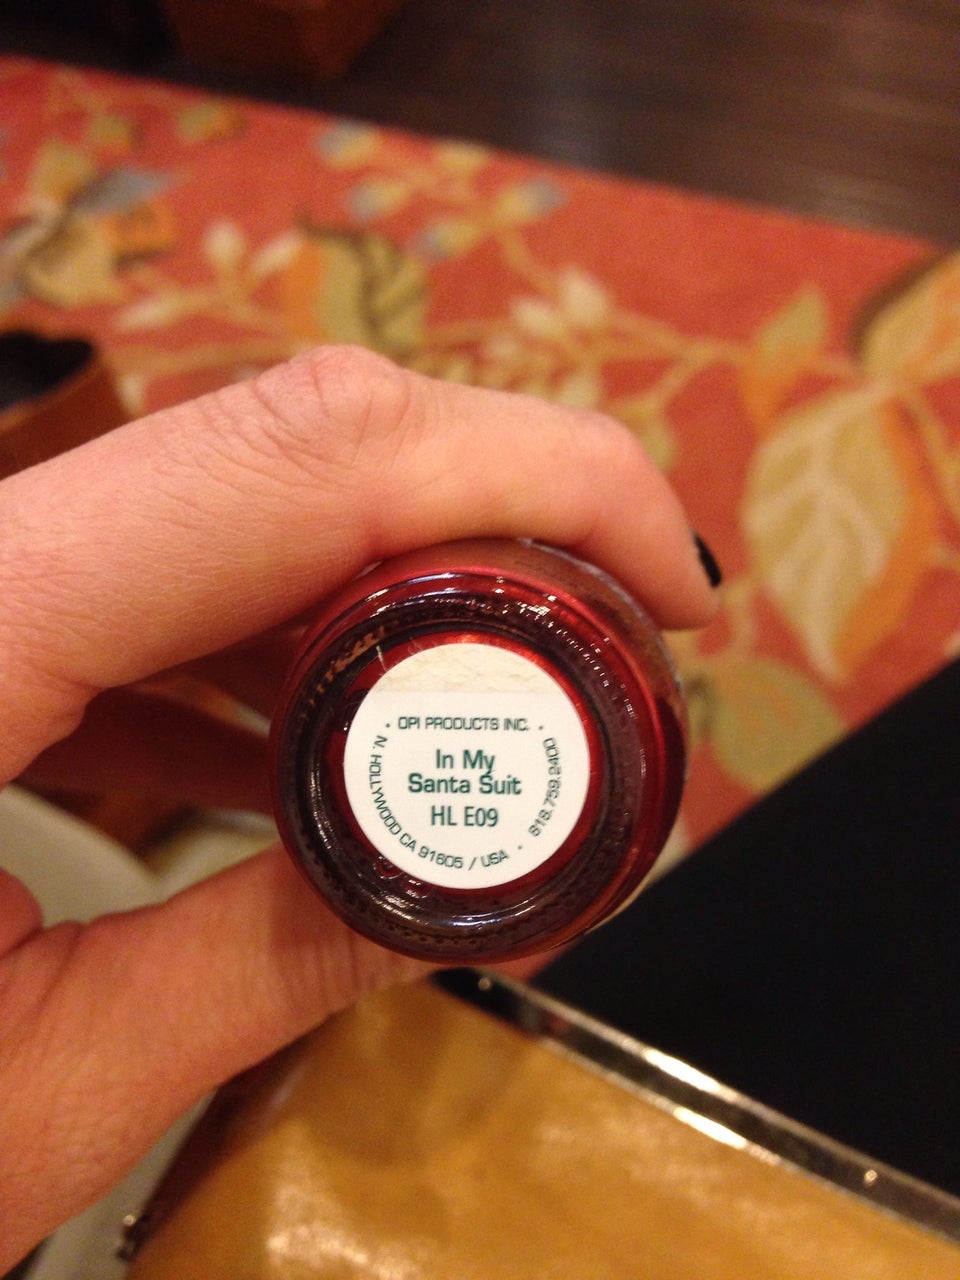 · OPI PRODUCTS INC. ·
In My
Santa Suit
HL E09
N. HOLLYWOOD CA 91605 / USA · 818.759.2400